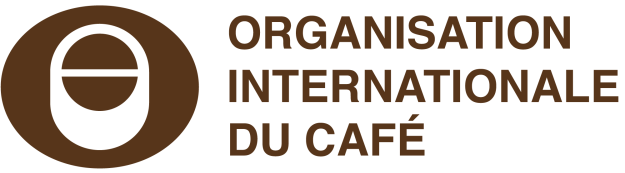 ORGANISATION
INTERNATIONALE
DU CAFÉ